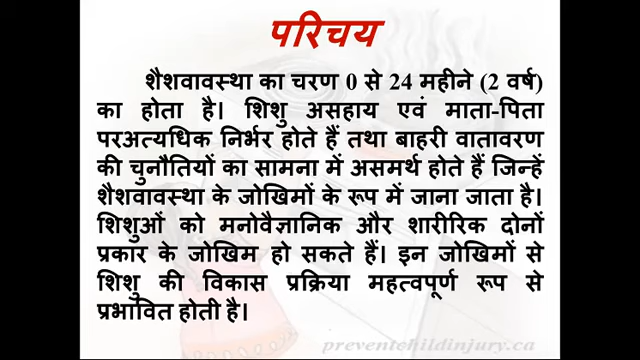 परिचय
शैशवावस्था का चरण 0 से 24 महीने (2 वर्ष)
का होता है। शिशु असहाय एवं माता-पिता
परअत्यधिक निर्भर होते हैं तथा बाहरी वातावरण
की चुनौतियों का सामना में असमर्थ होते हैं जिन्हें
शैशवावस्था के जोखिमों के रूप में जाना जाता है।
शिशुओं को मनोवैज्ञानिक और शारीरिक दोनों
प्रकार के जोखिम हो सकते हैं। इन जोखिमों से
शिशु की विकास प्रक्रिया महत्वपूर्ण रूप से
प्रभावित होती है।
preventchildinjury.ca